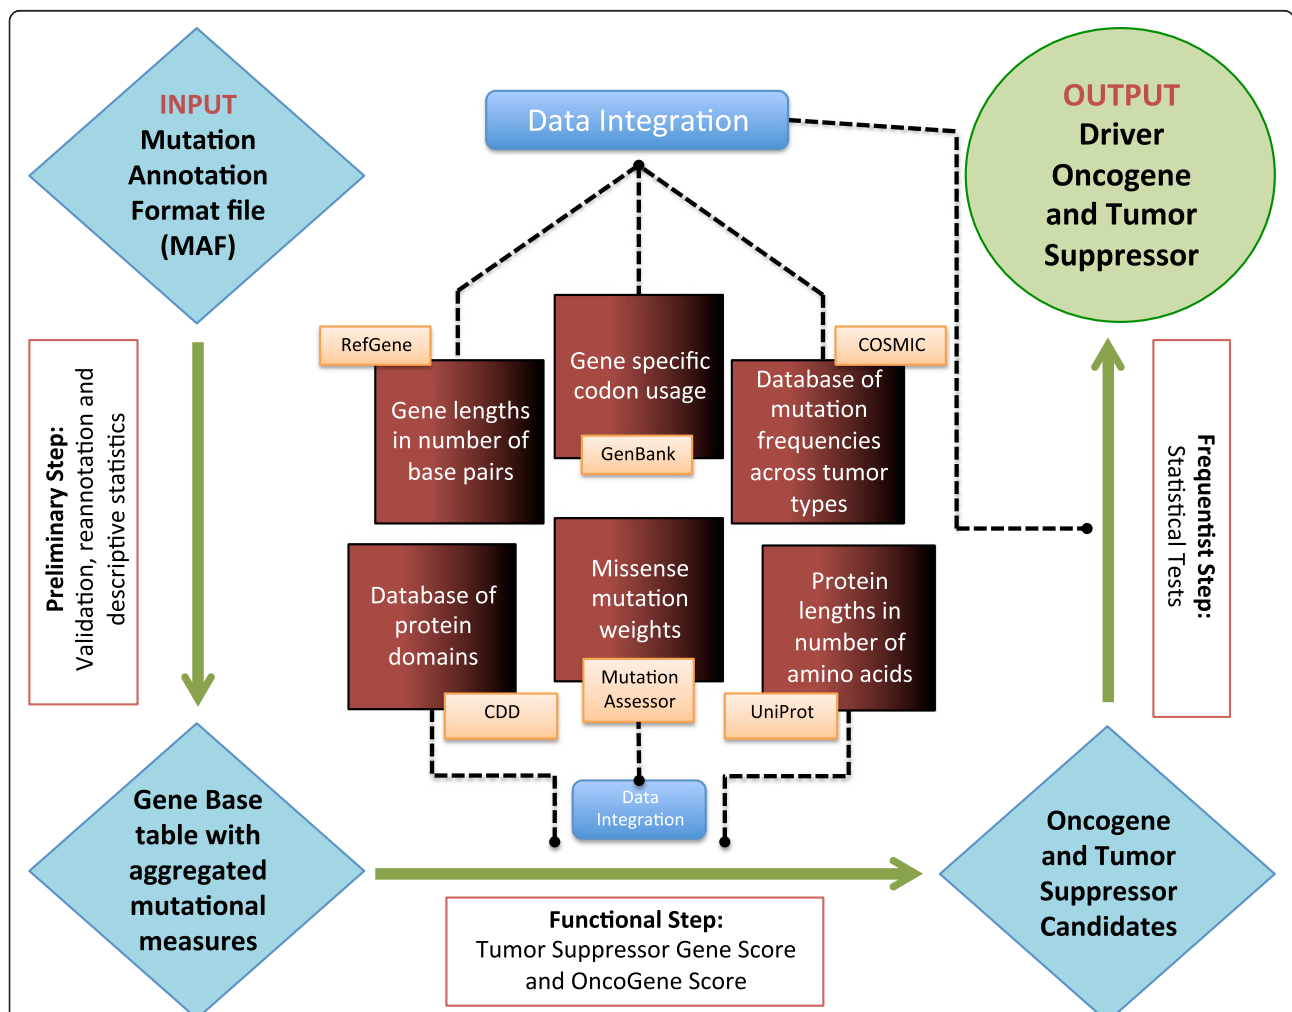 INPUT
Mutation
Annotation
Format file
(MAF)
Data Integration
OUTPUT
Driver
Oncogene
and Tumor
Suppressor
RefGene
Gene lengths
in number of
base pairs
Gene specific
codon usage
GenBank
COSMIC
Database of
mutation
frequencies
across tumor
types
Preliminary Step:
Validation, reannotation and
descriptive statistics
Frequentist Step:
Statistical Tests
Database of
protein
domains
CDD
Missense
mutation
weights
Mutation
Assessor
Protein
lengths in
number of
amino acids
UniProt
Data
Integration
Gene Base
table with
aggregated
mutational
measures
Functional Step:
Tumor Suppressor Gene Score
and OncoGene Score
Oncogene
and Tumor
Suppressor
Candidates